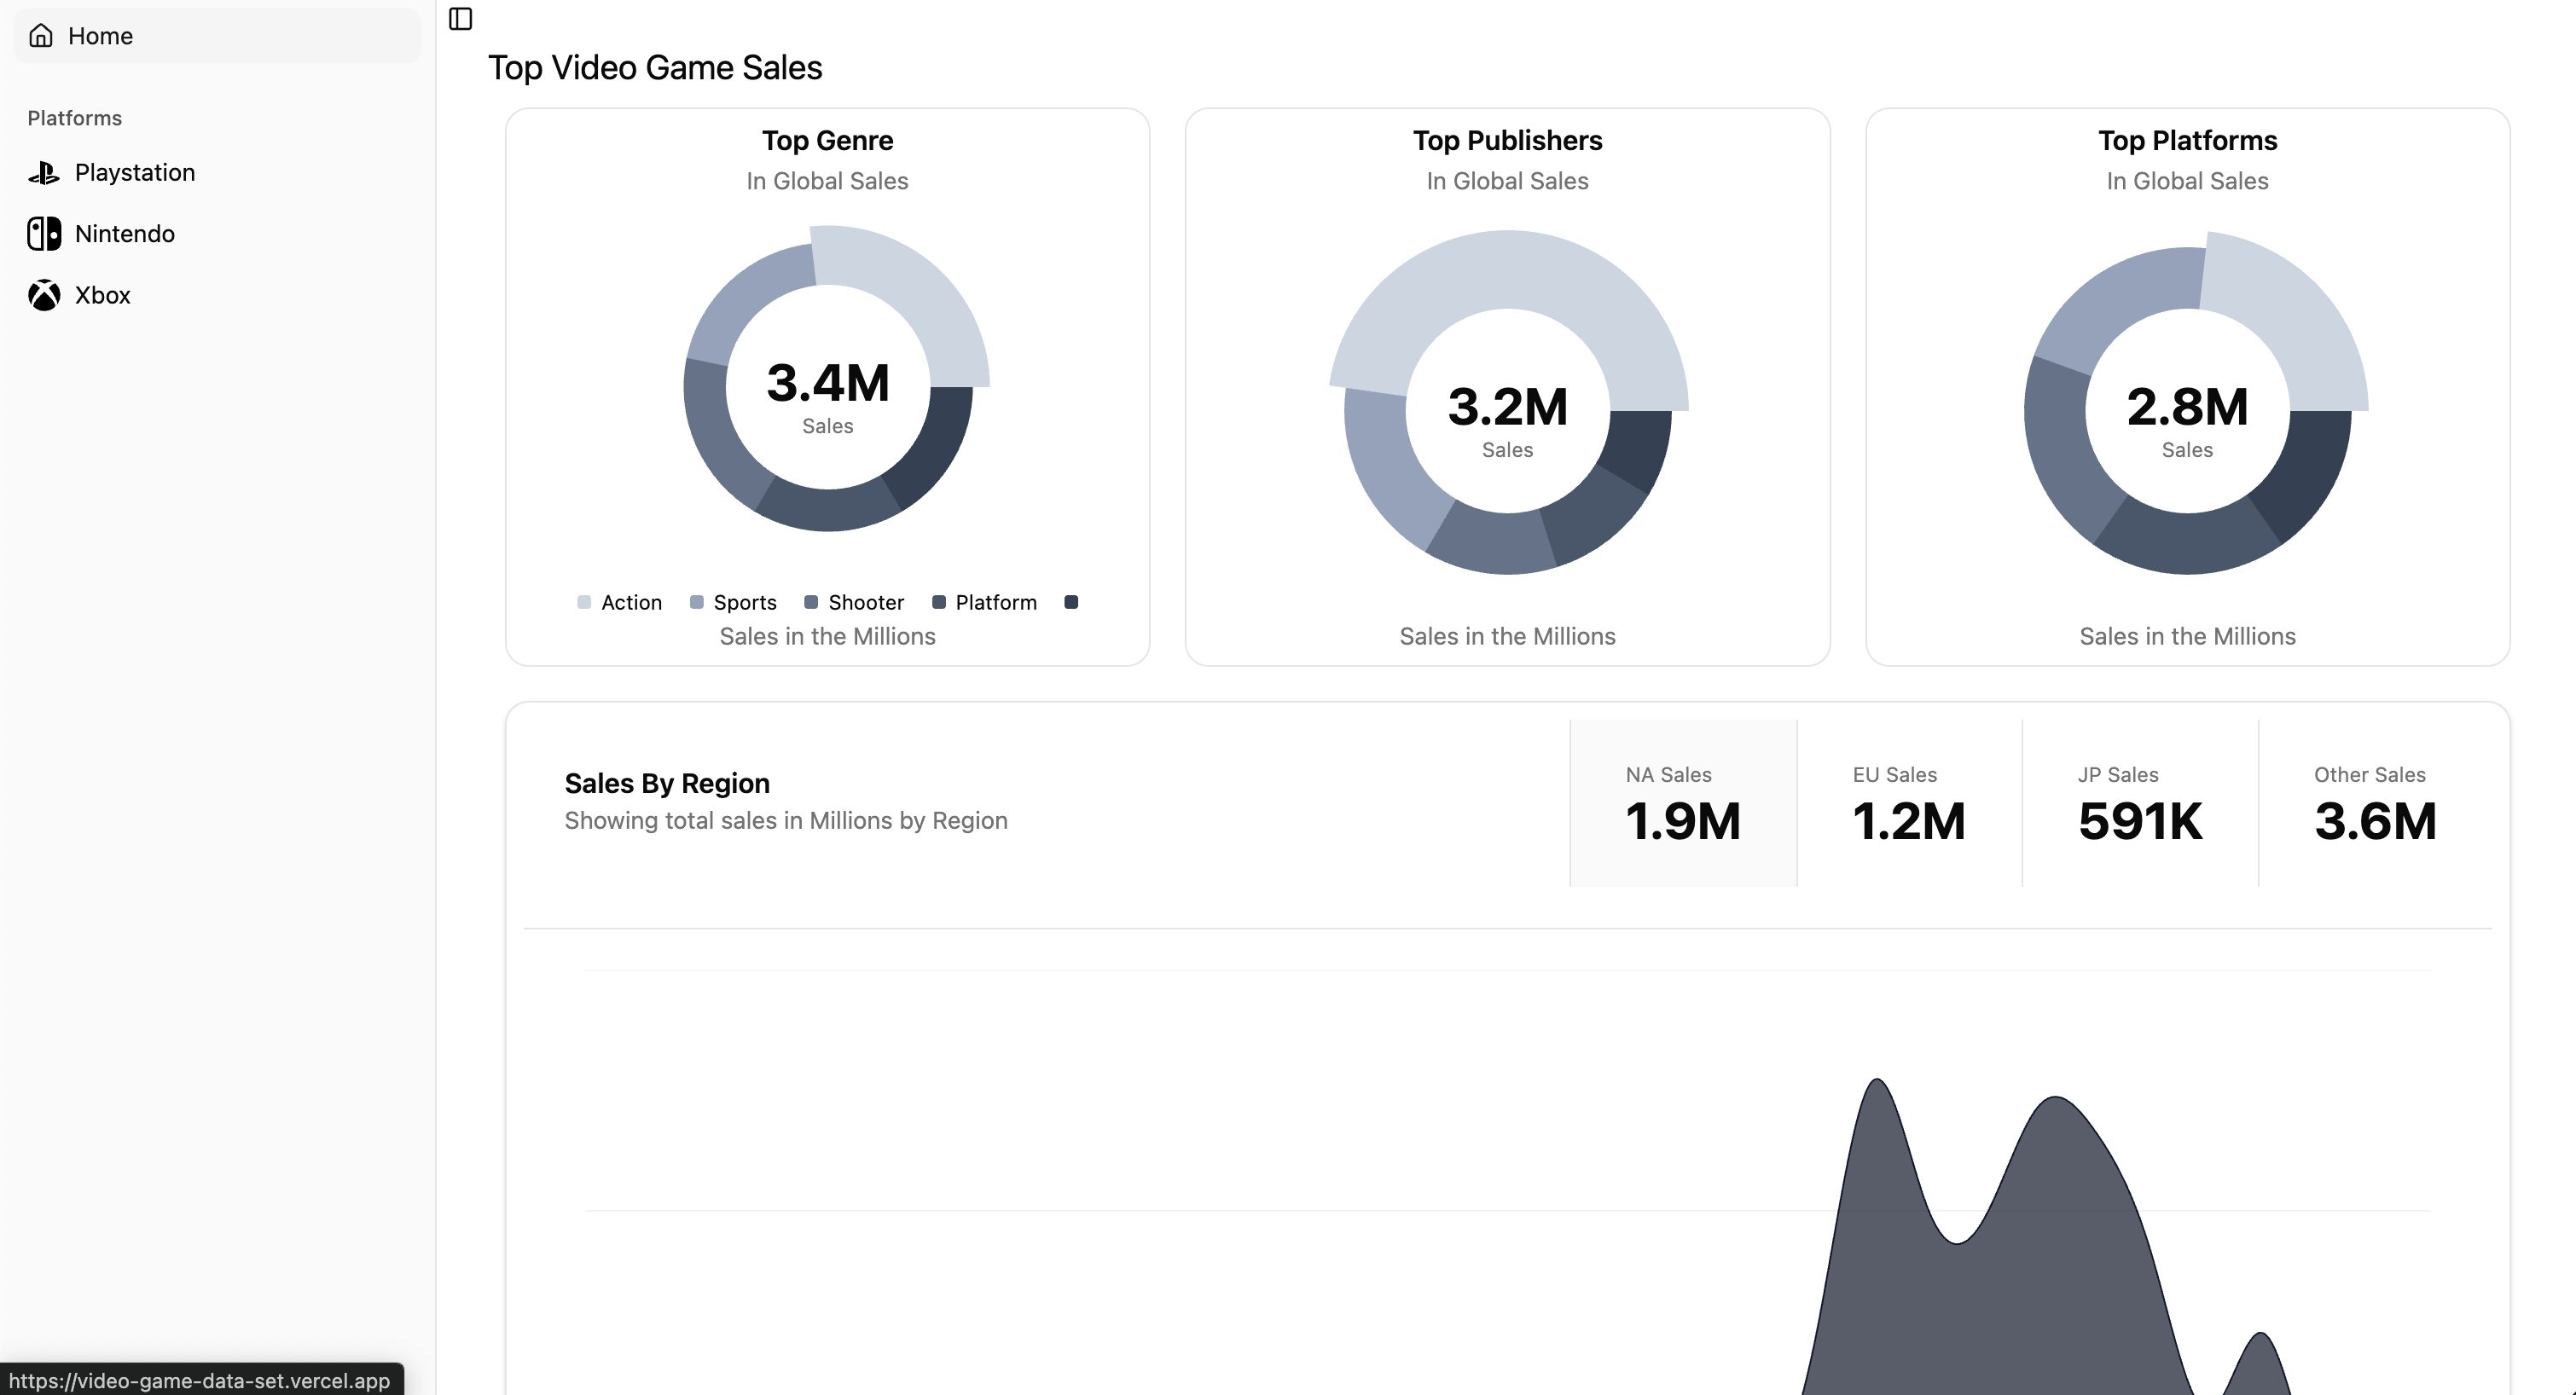 Home
Platforms
Playstation
Nintendo
Xbox
Top Video Game Sales
Top Genre
In Global Sales
3.4M
Sales
Action Sports Shooter Platform
Sales in the Millions
Top Publishers
In Global Sales
3.2M
Sales
Sales in the Millions
Top Platforms
In Global Sales
2.8M
Sales
Sales in the Millions
Sales By Region
Showing total sales in Millions by Region
NA Sales
1.9M
EU Sales
1.2M
JP Sales
591K
Other Sales
3.6M
https://video-game-data-set.vercel.app